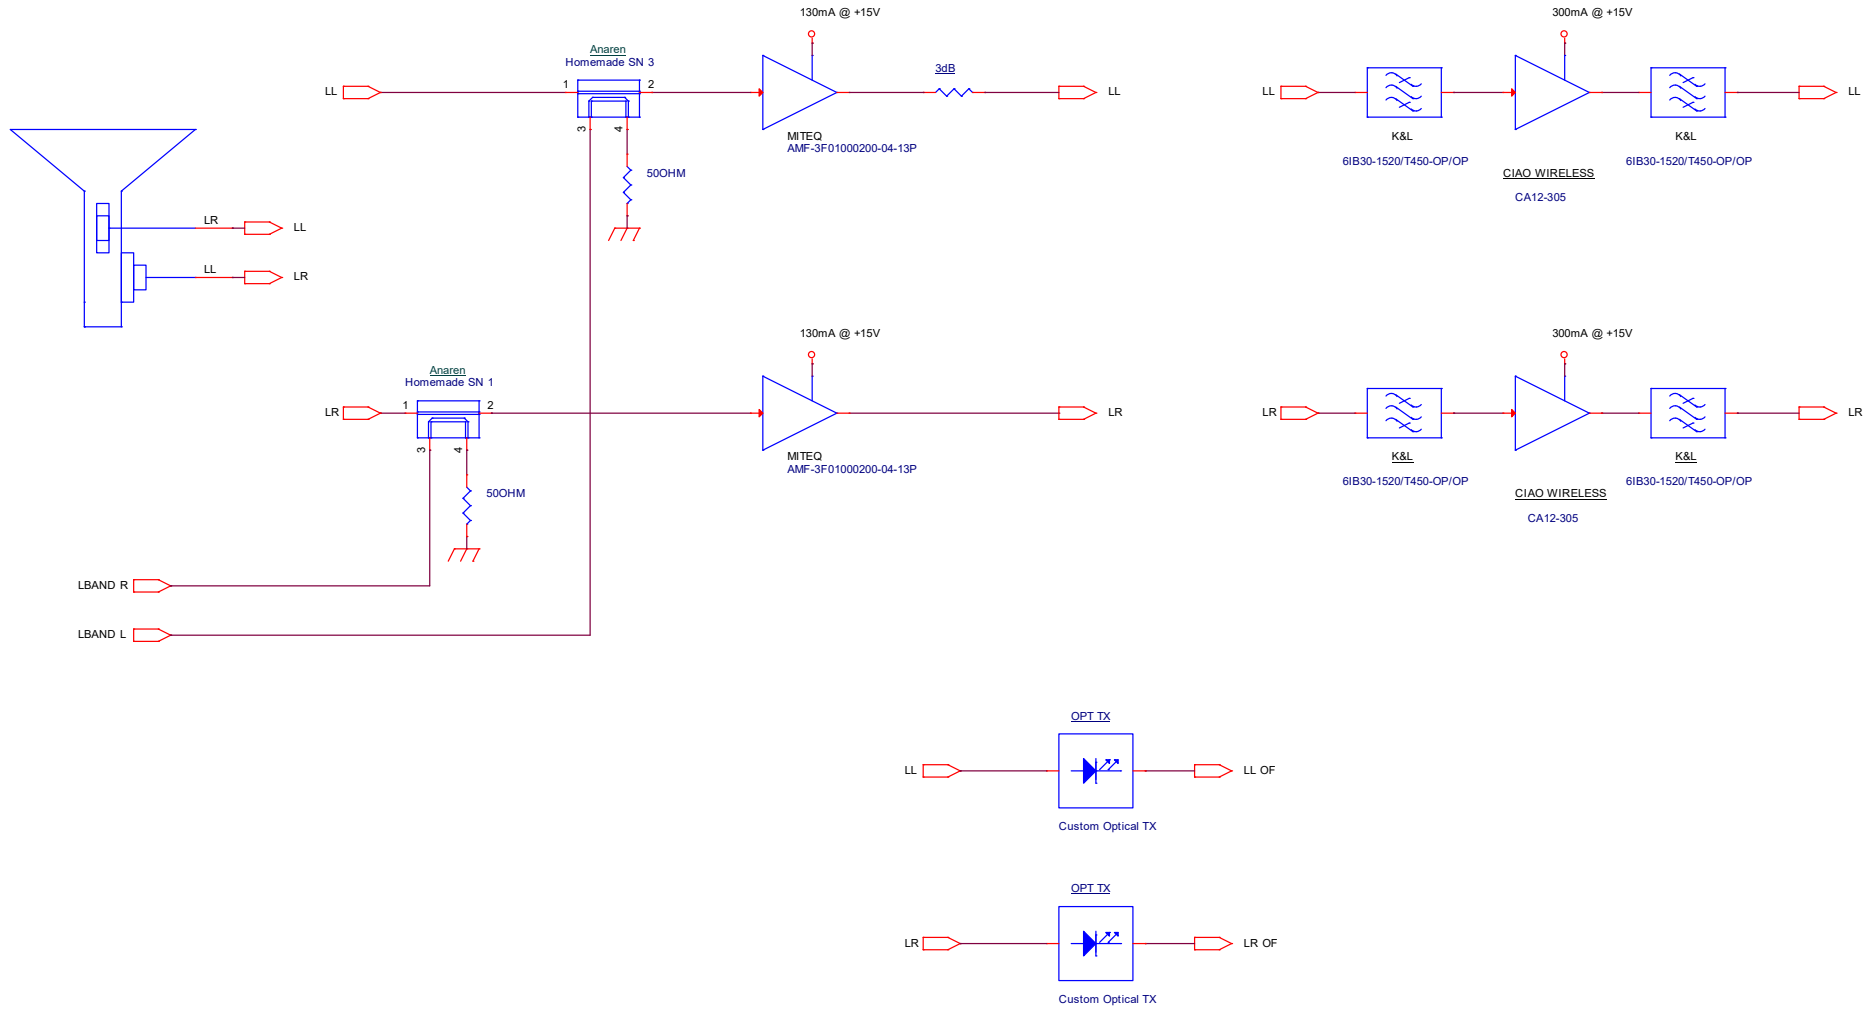 130mA @ +15V
300mA @ +15V
Anaren
Homemade SN 3
3dB
LL
1
2
LL
LL
LL
3
4
MITEQ
AMF-3F01000200-04-13P
K&L
K&L
6IB30-1520/T450-OP/OP
6IB30-1520/T450-OP/OP
50OHM
CIAO WIRELESS
CA12-305
LR
LL
LL
LR
130mA @ +15V
300mA @ +15V
Anaren
Homemade SN 1
LR
1
2
LR
LR
LR
3
4
MITEQ
AMF-3F01000200-04-13P
K&L
K&L
6IB30-1520/T450-OP/OP
6IB30-1520/T450-OP/OP
50OHM
CIAO WIRELESS
CA12-305
LBAND R
LBAND L
OPT TX
LL
LL OF
Custom Optical TX
OPT TX
LR
LR OF
Custom Optical TX